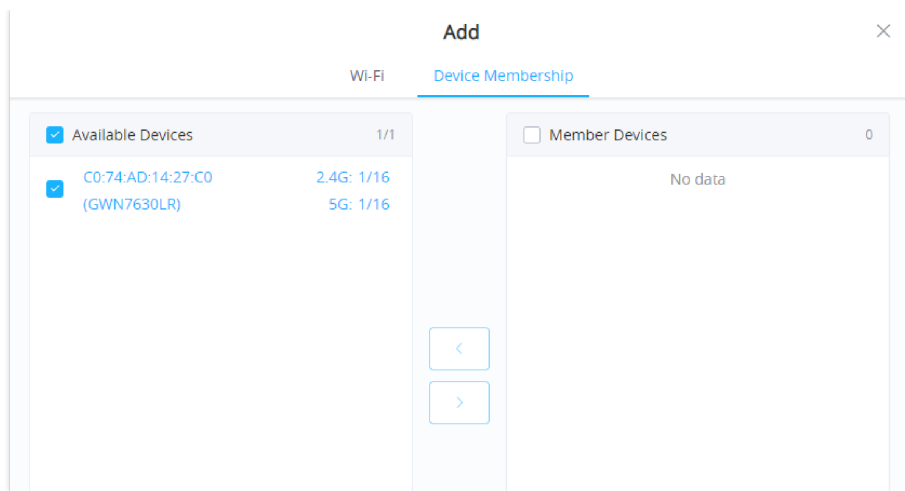 Add
Wi-Fi Device Membership
Available Devices 1/1
C0:74:AD:14:27:C0 2.4G: 1/16
(GWN7630LR) 5G: 1/16
Member Devices 0
No data